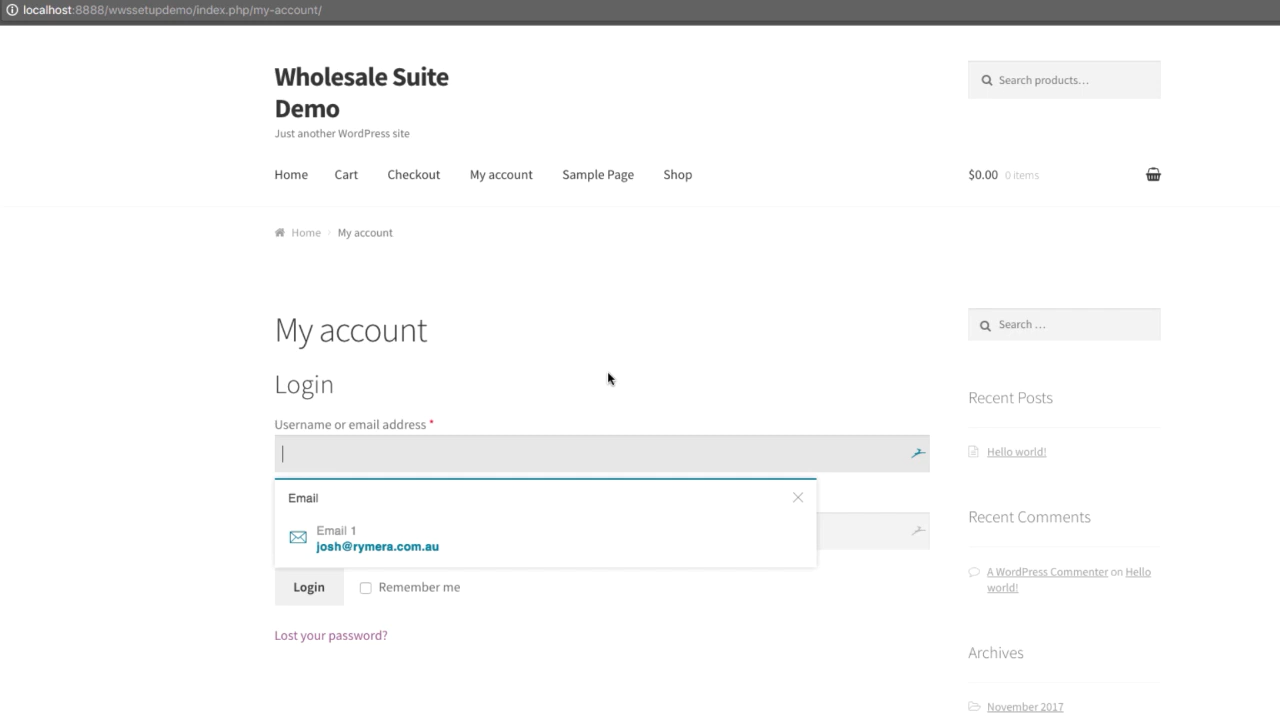 localhost:8888/wwssetupdemo/index.php/my-account/
Wholesale Suite
Demo
Just another WordPress site
Search products…
Home Cart Checkout My account Sample Page Shop
$0.00 0 items
Home My account
My account
Login
Username or email address *
Email
Email 1
josh@rymera.com.au
Login Remember me
Lost your password?
Search …
Recent Posts
Hello world!
Recent Comments
A WordPress Commenter on Hello
world!
Archives
November 2017